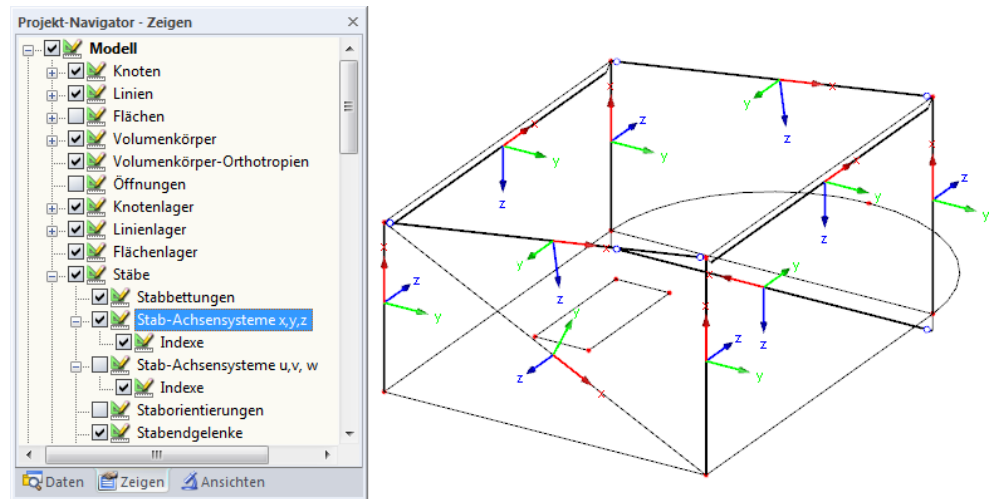 Projekt-Navigator - Zeigen
Modell
Knoten
Linien
Flächen
Volumenkörper
Volumenkörper-Orthotropien
Öffnungen
Knotenlager
Linienlager
Flächenlager
Stäbe
Stabbettungen
Stab-Achsensysteme x,y,z
Indexe
Stab-Achsensysteme u,v, w
Indexe
Staborientierungen
Stabendgelenke
Daten
Zeigen
Ansichten
x
y
z
x
y
z
x
z
y
x
z
y
x
y
z
x
y
z
x
z
y
x
y
z
x
z
y
y
z
x